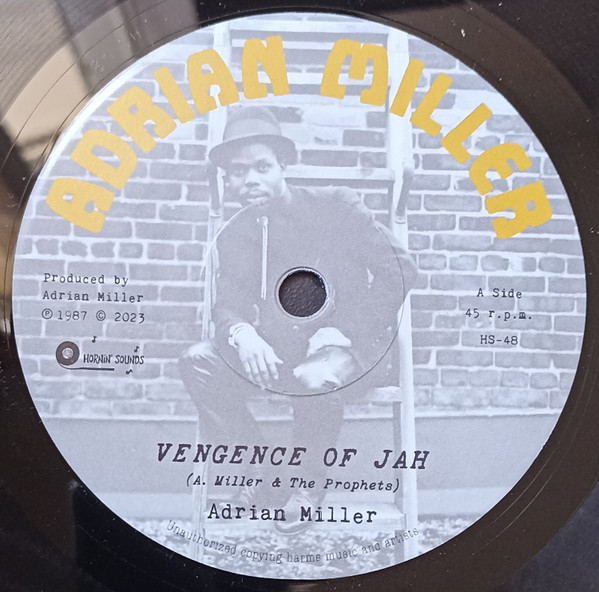 ADRIAN MILLER
Produced by
Adrian Miller
℗ 1987 © 2023
HORNIN' SOUNDS
A Side
45 r.p.m.
HS-48
VENGENCE OF JAH
(A. Miller & The Prophets)
Adrian Miller
Unauthorized copying harms music and artists